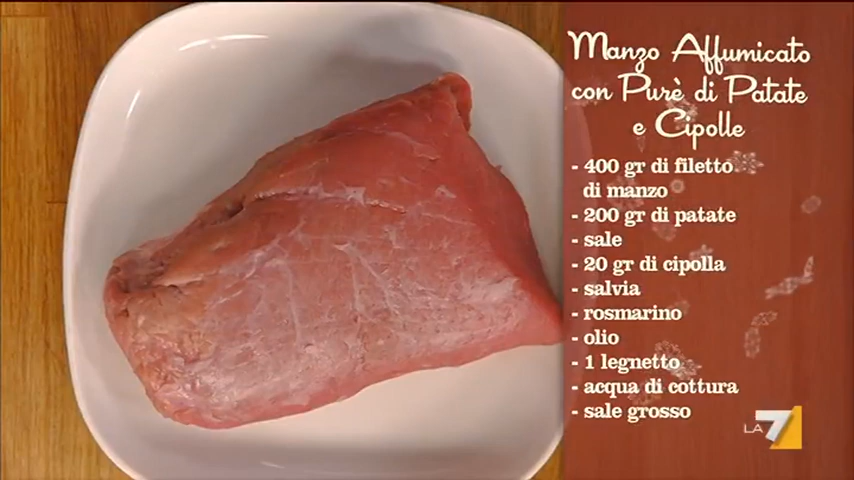 Manzo Affumicato
con Purè di Patate
e Cipolle
- 400 gr di filetto
di manzo
- 200 gr di patate
- sale
- 20 gr di cipolla
- salvia
- rosmarino
- olio
- 1 legnetto
- acqua di cottura
- sale grosso
LA7